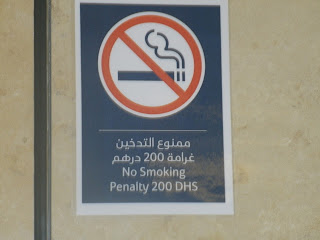 ممنوع التدخين
غرامة 200 درهم
No Smoking
Penalty 200 DHS